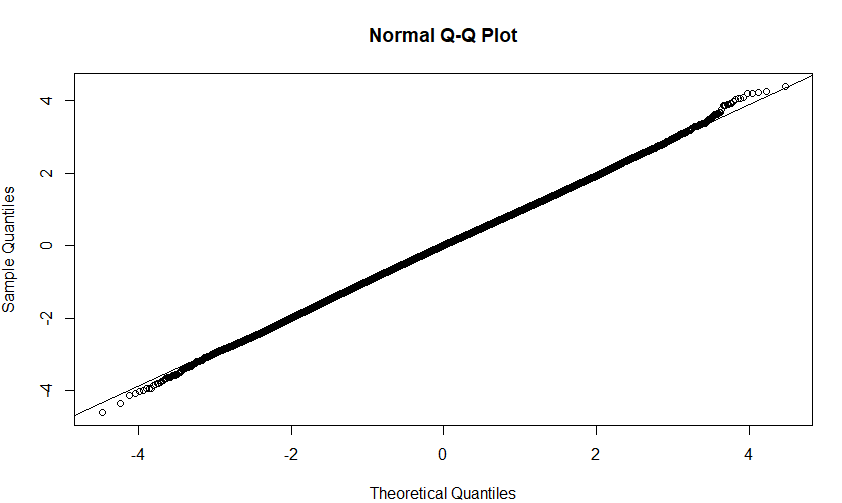 Normal Q-Q Plot
Sample Quantiles
4
2
0
-2
-4
-4 -2 0 2 4
Theoretical Quantiles